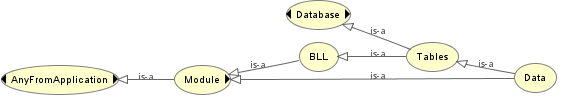 Database
is-a
BLL
is-a
Tables
is-a
is-a
AnyFromApplication
is-a
Module
is-a
Data